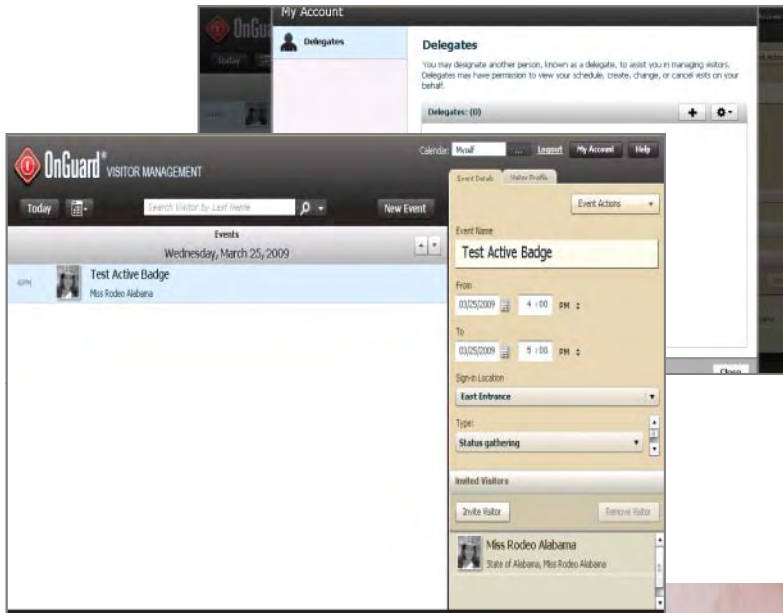 My Account
OnGua
Delegates
Delegates
You may designate another person, known as a delegate, to assist you in managing visitors.
Delegates may have permission to view your schedule, create, change, or cancel visits on your
behalf.
Today
Delegates: (0)
Close
OnGuard® VISITOR MANAGEMENT
Calendar: Myself ... Logout My Account Help
Today
Search Visitor by Last Name
New Event
Events
Wednesday, March 25, 2009
4PM
Test Active Badge
Miss Rodeo Alabama
Event Details Visitor Profile
Event Actions
Event Name
Test Active Badge
From
03/25/2009 4 : 00 PM
To
03/25/2009 5 : 00 PM
Sign-in Location
East Entrance
Type:
Status gathering
Invited Visitors
Invite Visitor Remove Visitor
Miss Rodeo Alabama
State of Alabama, Miss Rodeo Alabama